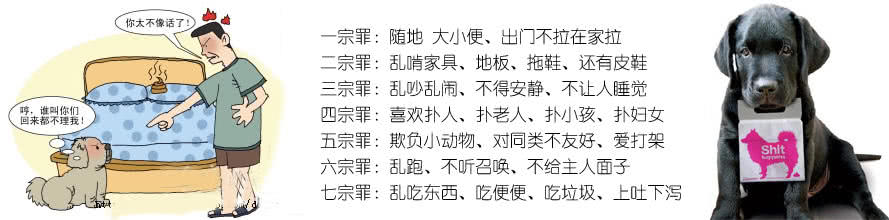 你太不像话了！
哼，谁叫你们
回来都不理我！
一宗罪：随地 大小便、出门不拉在家拉
二宗罪：乱啃家具、地板、拖鞋、还有皮鞋
三宗罪：乱吵乱闹、不得安静、不让人睡觉
四宗罪：喜欢扑人、扑老人、扑小孩、扑妇女
五宗罪：欺负小动物、对同类不友好、爱打架
六宗罪：乱跑、不听召唤、不给主人面子
七宗罪：乱吃东西、吃便便、吃垃圾、上吐下泻
Sh!t
happens